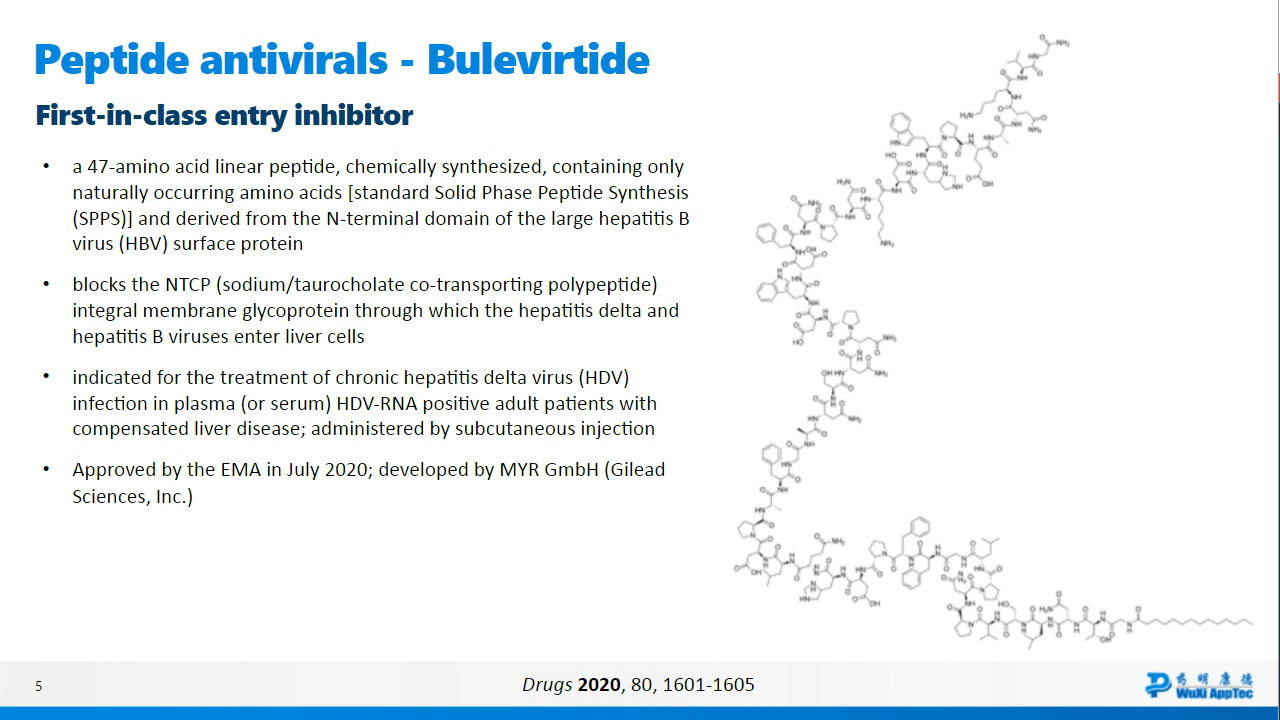 Peptide antivirals - Bulevirtide
First-in-class entry inhibitor
• a 47-amino acid linear peptide, chemically synthesized, containing only
naturally occurring amino acids [standard Solid Phase Peptide Synthesis
(SPPS)] and derived from the N-terminal domain of the large hepatitis B
virus (HBV) surface protein
• blocks the NTCP (sodium/taurocholate co-transporting polypeptide)
integral membrane glycoprotein through which the hepatitis delta and
hepatitis B viruses enter liver cells
• indicated for the treatment of chronic hepatitis delta virus (HDV)
infection in plasma (or serum) HDV-RNA positive adult patients with
compensated liver disease; administered by subcutaneous injection
• Approved by the EMA in July 2020; developed by MYR GmbH (Gilead
Sciences, Inc.)
5
Drugs 2020, 80, 1601-1605
药明康德
WuXi AppTec